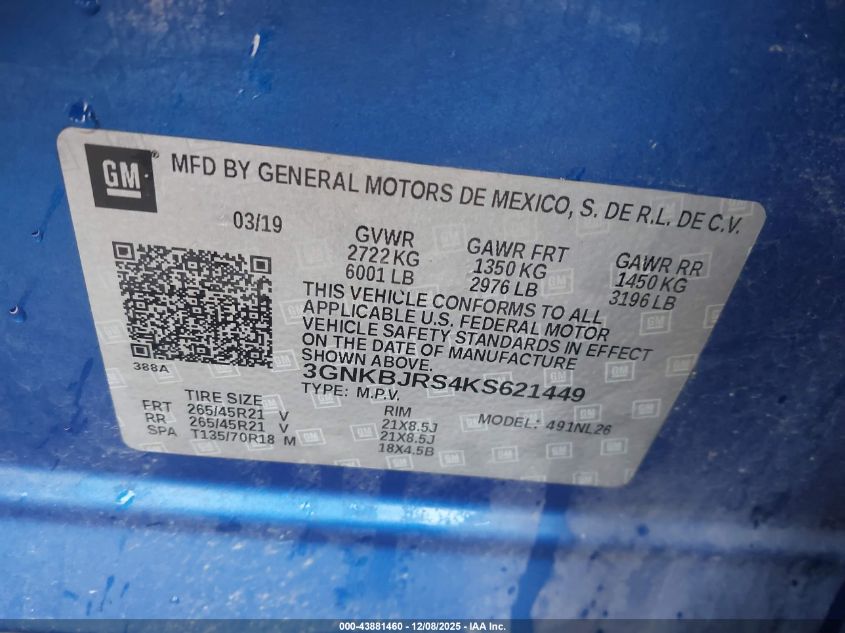 GM ®
MFD BY GENERAL MOTORS DE MEXICO, S. DE R.L. DE C.V.
03/19
GVWR
2722 KG
6001 LB
GAWR FRT
1350 KG
2976 LB
GAWR RR
1450 KG
3196 LB
THIS VEHICLE CONFORMS TO ALL
APPLICABLE U.S. FEDERAL MOTOR
VEHICLE SAFETY STANDARDS IN EFFECT
ON THE DATE OF MANUFACTURE
SHOWN ABOVE.
3GNKBJRS4KS621449
TYPE: M.P.V.
388A
TIRE SIZE
FRT 265/45R21 V
RR 265/45R21 V
SPA T135/70R18 M
RIM
21X8.5J
21X8.5J
18X4.5B
MODEL: 491NL26
000-43881460 - 12/08/2025 - IAA Inc.